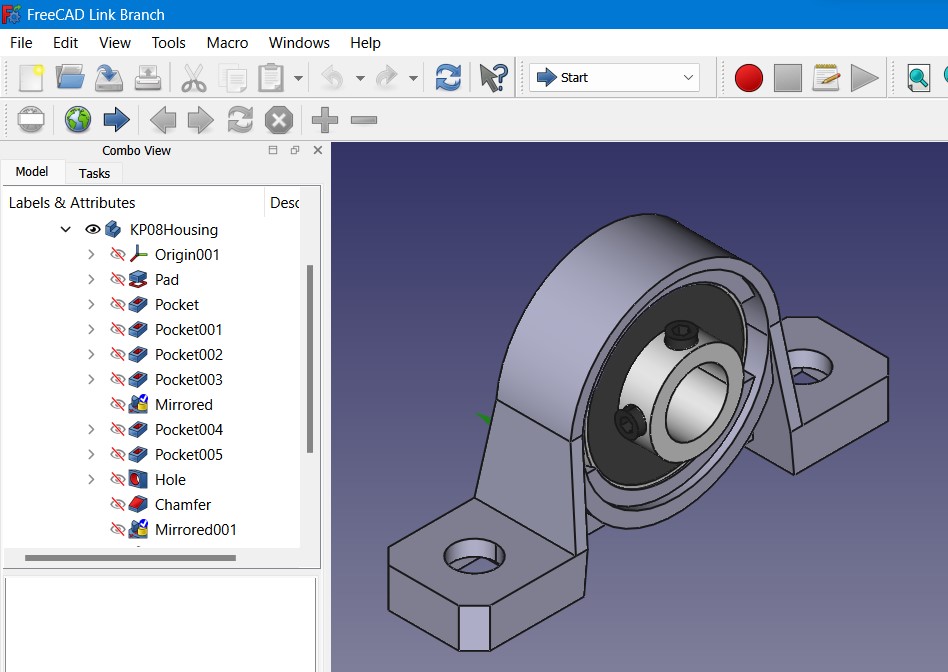 FreeCAD Link Branch
File Edit View Tools Macro Windows Help
Start
Combo View
Model Tasks
Labels & Attributes Desc
KP08Housing
Origin001
Pad
Pocket
Pocket001
Pocket002
Pocket003
Mirrored
Pocket004
Pocket005
Hole
Chamfer
Mirrored001